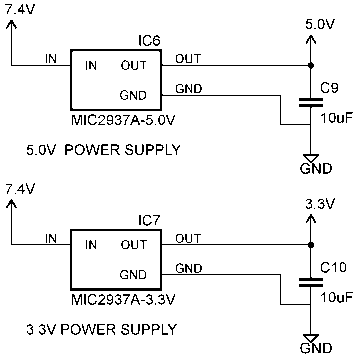 7.4V
5.0V
IC6
IN
IN OUT
OUT
GND
GND
C9
10uF
MIC2937A-5.0V
5.0V POWER SUPPLY
GND
7.4V
3.3V
IC7
IN
IN OUT
OUT
GND
GND
C10
10uF
MIC2937A-3.3V
3 3V POWER SUPPLY
GND